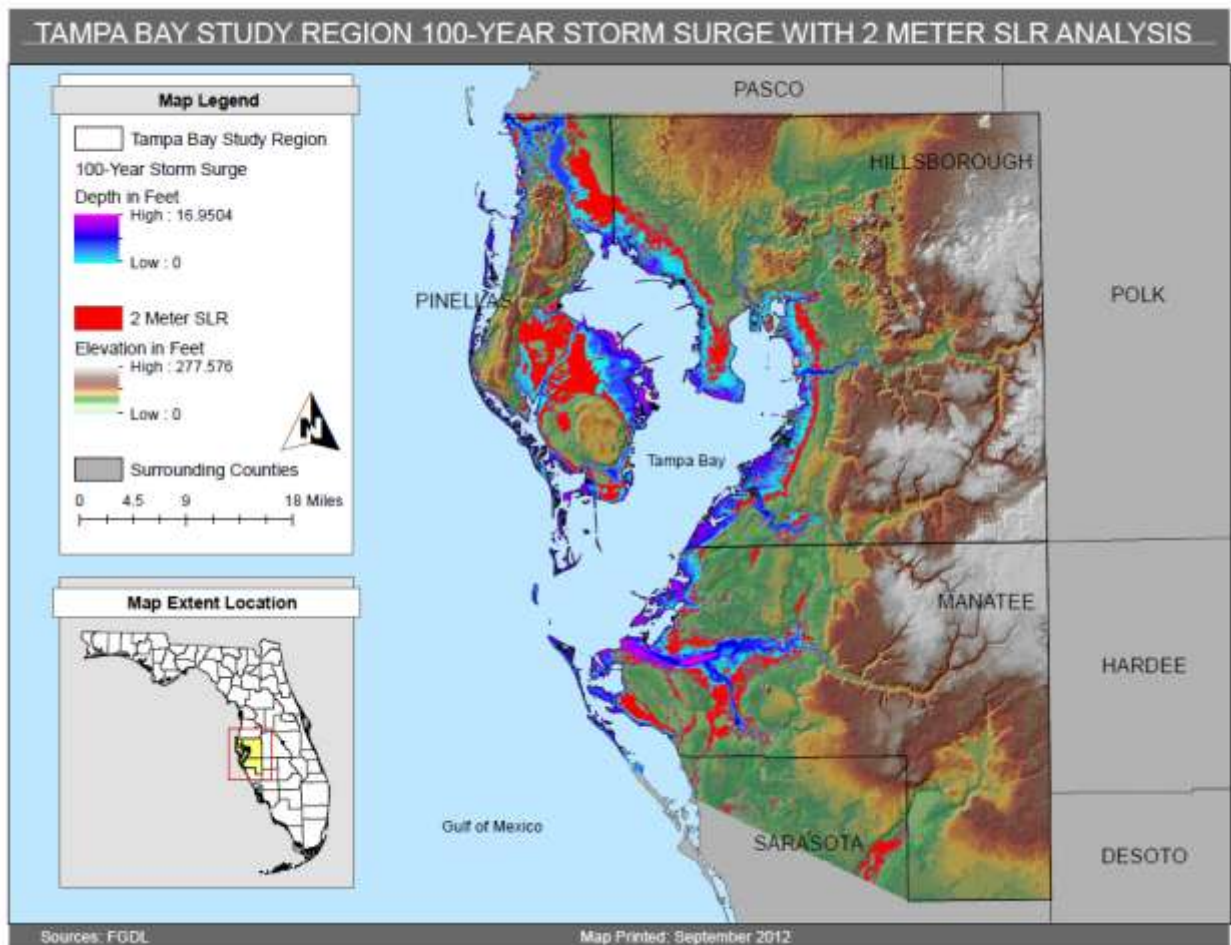 TAMPA BAY STUDY REGION 100-YEAR STORM SURGE WITH 2 METER SLR ANALYSIS
Map Legend
Tampa Bay Study Region
100-Year Storm Surge
Depth in Feet
High : 16.9504
Low : 0
2 Meter SLR
Elevation in Feet
High : 277.576
Low : 0
N
Surrounding Counties
0 4.5 9 18 Miles
Map Extent Location
PASCO
HILLSBOROUGH
POLK
PINELLAS
Tampa Bay
MANATEE
HARDEE
Gulf of Mexico
SARASOTA
DESOTO
Sources: FGDL
Map Printed: September 2012